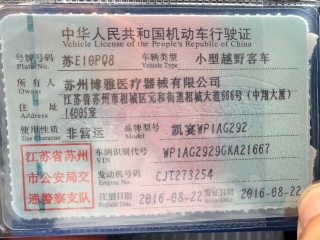 中华人民共和国机动车行驶证
Vehicle License of the People's Republic of China
号牌号码 苏E10PQ8 车辆类型 小型越野客车
Plate No. Vehicle Type
所有人 苏州博雅医疗器械有限公司
Owner
江苏省苏州市相城区元和街道相城大道666号(中翔大厦)
1405室
使用性质 非营运 品牌型号 凯宴WP1AG292
Use Character Model
江苏省苏州
市公安局交
通警察支队
车辆识别代号 WP1AG2929GKA21667
VIN
发动机号码 CJT273254
Engine No.
注册日期 2016-08-22 发证日期 2016-08-22
Register Date Issue Date